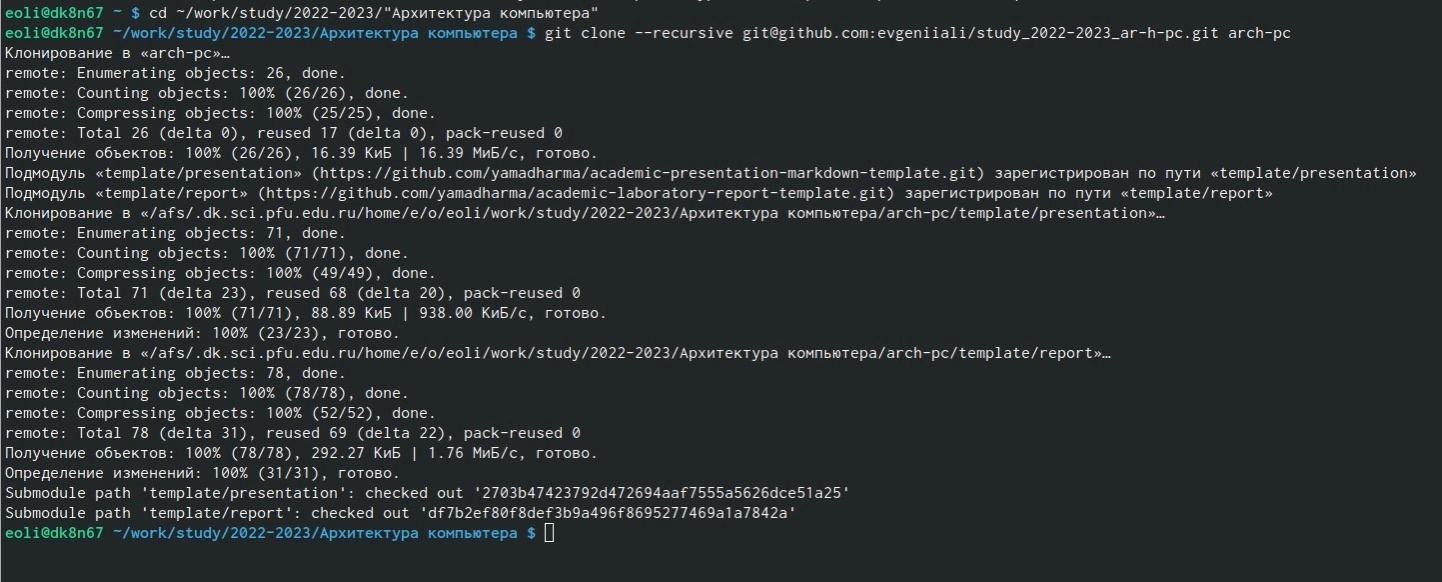 eoli@dk8n67 ~ $ cd ~/work/study/2022-2023/"Архитектура компьютера"
eoli@dk8n67 ~/work/study/2022-2023/Архитектура компьютера $ git clone --recursive git@github.com:evgeniiali/study_2022-2023_ar-h-pc.git arch-pc
Клонирование в «arch-pc»…
remote: Enumerating objects: 26, done.
remote: Counting objects: 100% (26/26), done.
remote: Compressing objects: 100% (25/25), done.
remote: Total 26 (delta 0), reused 17 (delta 0), pack-reused 0
Получение объектов: 100% (26/26), 16.39 КиБ | 16.39 МиБ/с, готово.
Подмодуль «template/presentation» (https://github.com/yamadharma/academic-presentation-markdown-template.git) зарегистрирован по пути «template/presentation»
Подмодуль «template/report» (https://github.com/yamadharma/academic-laboratory-report-template.git) зарегистрирован по пути «template/report»
Клонирование в «/afs/.dk.sci.pfu.edu.ru/home/e/o/eoli/work/study/2022-2023/Архитектура компьютера/arch-pc/template/presentation»…
remote: Enumerating objects: 71, done.
remote: Counting objects: 100% (71/71), done.
remote: Compressing objects: 100% (49/49), done.
remote: Total 71 (delta 23), reused 68 (delta 20), pack-reused 0
Получение объектов: 100% (71/71), 88.89 КиБ | 938.00 КиБ/с, готово.
Определение изменений: 100% (23/23), готово.
Клонирование в «/afs/.dk.sci.pfu.edu.ru/home/e/o/eoli/work/study/2022-2023/Архитектура компьютера/arch-pc/template/report»…
remote: Enumerating objects: 78, done.
remote: Counting objects: 100% (78/78), done.
remote: Compressing objects: 100% (52/52), done.
remote: Total 78 (delta 31), reused 69 (delta 22), pack-reused 0
Получение объектов: 100% (78/78), 292.27 КиБ | 1.76 МиБ/с, готово.
Определение изменений: 100% (31/31), готово.
Submodule path 'template/presentation': checked out '2703b47423792d472694aaf7555a5626dce51a25'
Submodule path 'template/report': checked out 'df7b2ef80f8def3b9a496f8695277469a1a7842a'
eoli@dk8n67 ~/work/study/2022-2023/Архитектура компьютера $